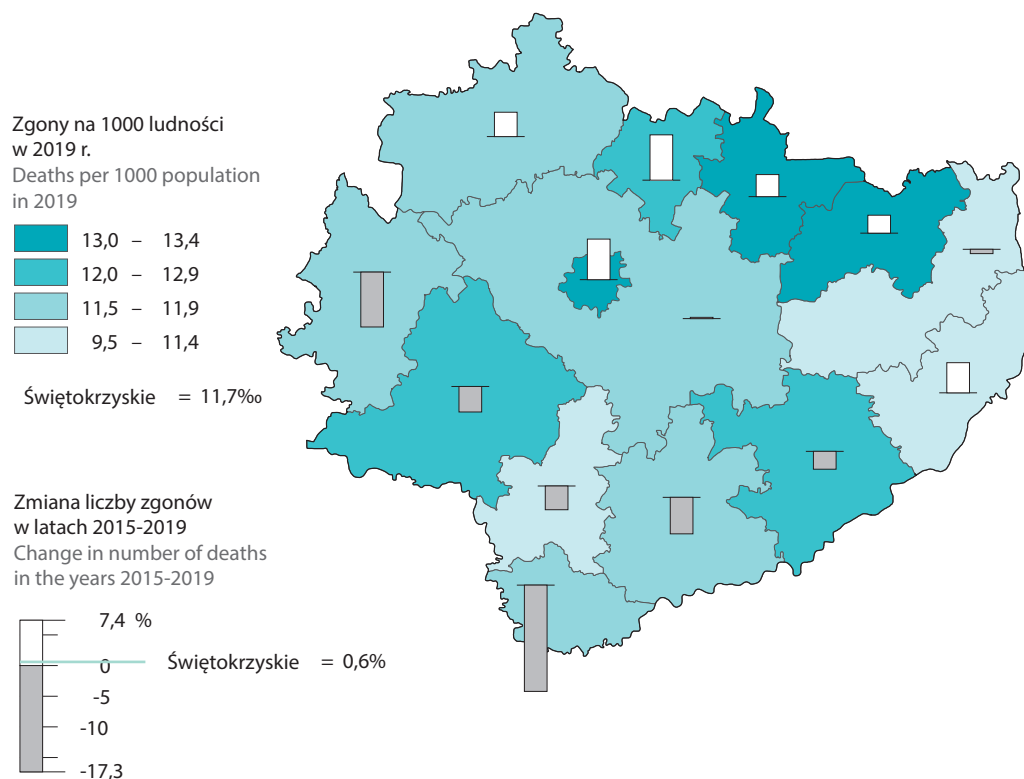 Zgony na 1000 ludności
w 2019 r.
Deaths per 1000 population
in 2019
13,0 – 13,4
12,0 – 12,9
11,5 – 11,9
9,5 – 11,4
Świętokrzyskie = 11,7‰
Zmiana liczby zgonów
w latach 2015-2019
Change in number of deaths
in the years 2015-2019
7,4 %
0
Świętokrzyskie = 0,6%
-5
-10
-17,3